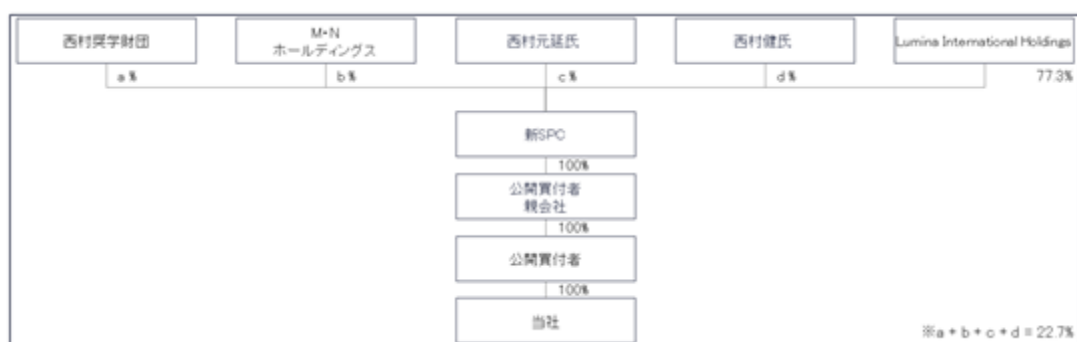 西村奨学財団
M・N
ホールディングス
西村元延氏
西村健氏
Lumina International Holdings
a%
b%
c%
d%
77.3%
新SPC
100%
公開買付者
親会社
100%
公開買付者
100%
当社
※a + b + c + d = 22.7%